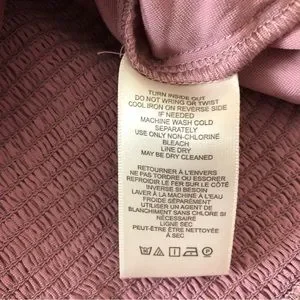 TURN INSIDE OUT
DO NOT WRING OR TWIST
COOL IRON ON REVERSE SIDE
IF NEEDED
MACHINE WASH COLD
SEPARATELY
USE ONLY NON-CHLORINE
BLEACH
LINE DRY
MAY BE DRY CLEANED
RETOURNER À L'ENVERS
NE PAS TORDRE OU ESSORER
REPROIDIR LE FER SUR LE CÔTÉ
INVERSE SI BESOIN
LAVER À LA MACHINE À L'EAU
FROIDE SÉPARÉMENT
UTILISER UN AGENT DE
BLANCHIMENT SANS CHLORE SI
NÉCESSAIRE
LIGNE SEC
PEUT-ÊTRE ÊTRE NETTOYÉE
À SEC